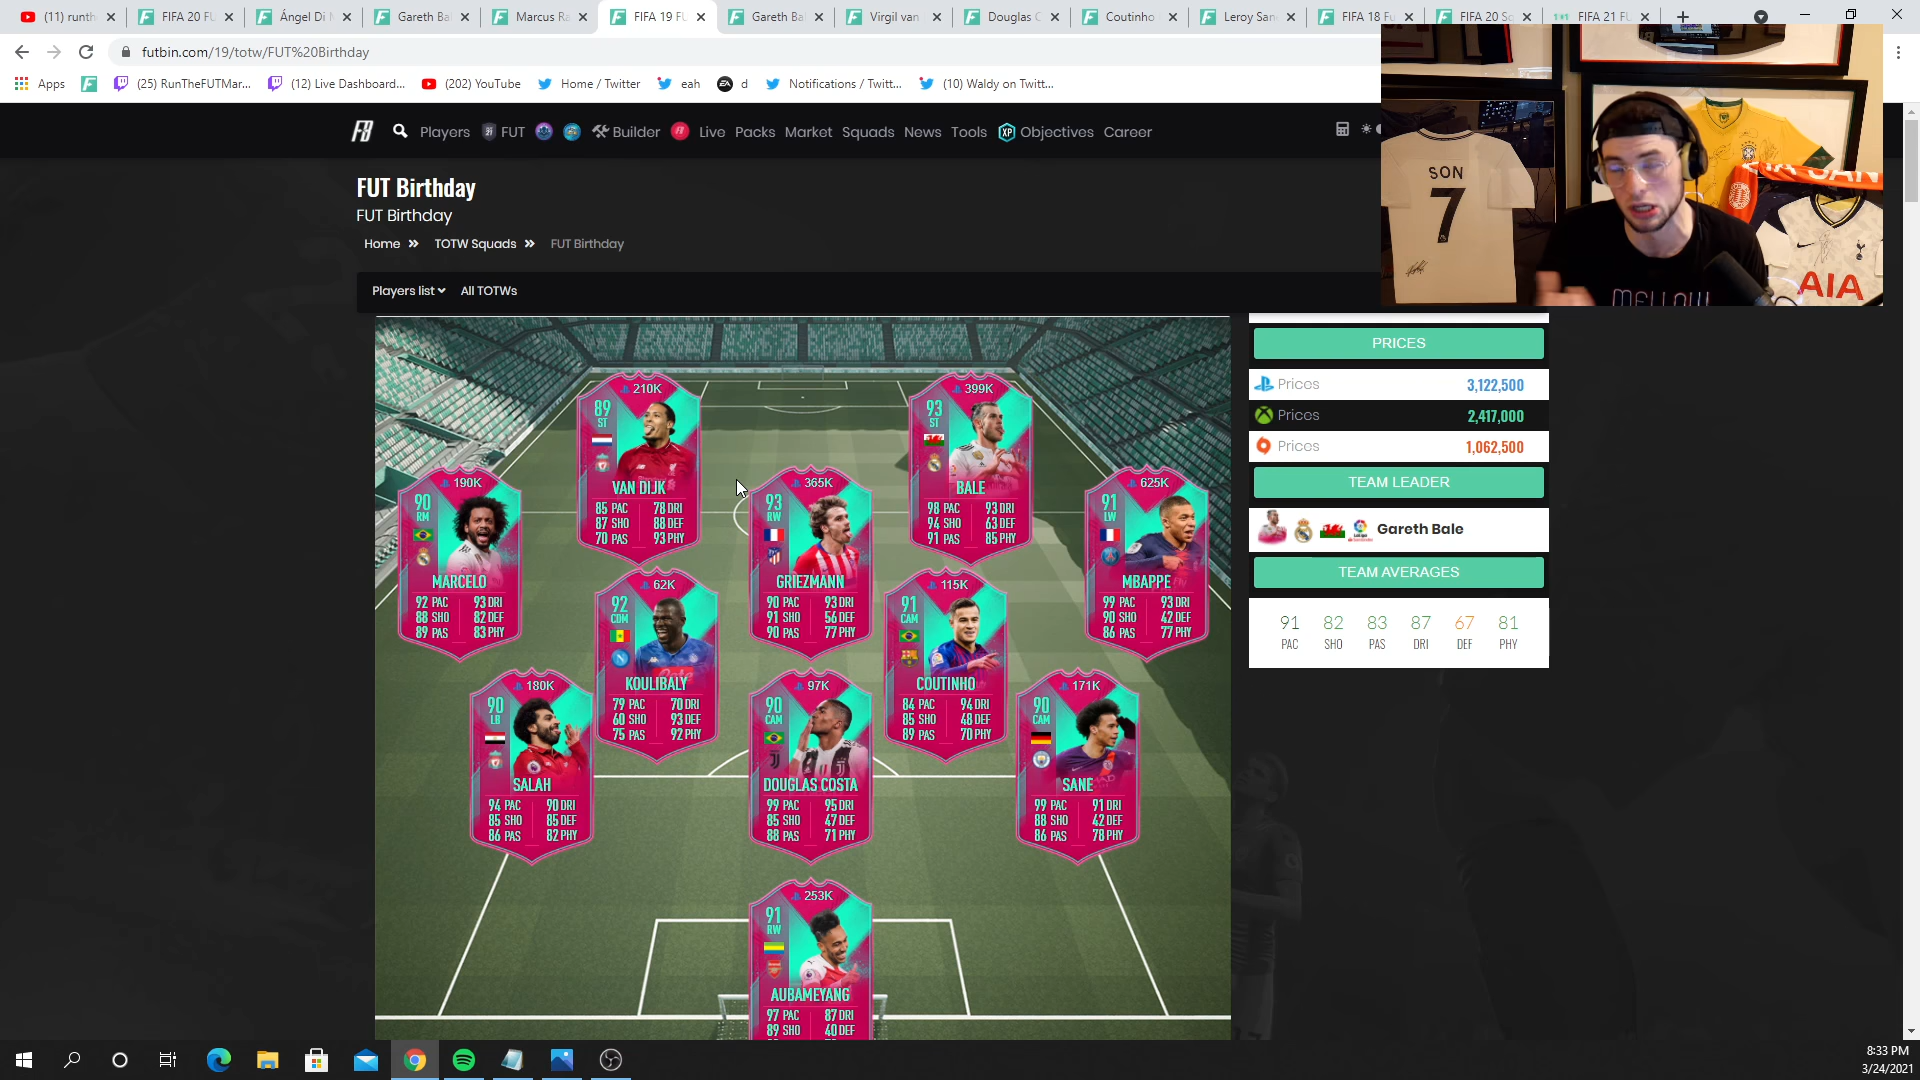 (11) runth
FIFA 20 FU
Ángel Di M
Gareth Bal
Marcus Ra
FIFA 19 FU
Gareth Bal
Virgil van
Douglas C
Coutinho
Leroy San
FIFA 18 Fu
FIFA 20 Sq
FIFA 21 FU
futbin.com/19/totw/FUT%20Birthday
Apps
(25) RunTheFUTMar...
(12) Live Dashboard...
(202) YouTube
Home / Twitter
eah
EA
d
Notifications / Twitt...
(10) Waldy on Twitt...
Players
FUT
Builder
Live
Packs
Market
Squads
News
Tools
XP
Objectives
Career
FUT Birthday
FUT Birthday
Home » TOTW Squads » FUT Birthday
Players list
All TOTWs
SON
7
MELLOW
AIA
210K
89
ST
VAN DIJK
85 PAC 78 DRI
87 SHO 88 DEF
70 PAS 93 PHY
399K
93
ST
BALE
98 PAC 93 DRI
94 SHO 63 DEF
91 PAS 85 PHY
190K
90
RM
MARCELO
92 PAC 93 DRI
88 SHO 82 DEF
89 PAS 83 PHY
365K
93
RW
GRIEZMANN
90 PAC 93 DRI
91 SHO 56 DEF
90 PAS 77 PHY
625K
91
LW
MBAPPE
99 PAC 93 DRI
90 SHO 42 DEF
86 PAS 77 PHY
62K
92
CDM
KOULIBALY
79 PAC 70 DRI
60 SHO 93 DEF
75 PAS 92 PHY
115K
91
CAM
COUTINHO
84 PAC 94 DRI
85 SHO 48 DEF
89 PAS 70 PHY
180K
90
LB
SALAH
94 PAC 90 DRI
85 SHO 85 DEF
86 PAS 82 PHY
97K
90
CAM
DOUGLAS COSTA
99 PAC 95 DRI
85 SHO 47 DEF
88 PAS 71 PHY
171K
90
CAM
SANE
99 PAC 91 DRI
88 SHO 42 DEF
86 PAS 78 PHY
253K
91
RW
AUBAMEYANG
97 PAC 87 DRI
89 SHO 40 DEF
PRICES
Prices 3,122,500
Prices 2,417,000
Prices 1,062,500
TEAM LEADER
Gareth Bale
TEAM AVERAGES
91 82 83 87 67 81
PAC SHO PAS DRI DEF PHY
8:33 PM
3/24/2021